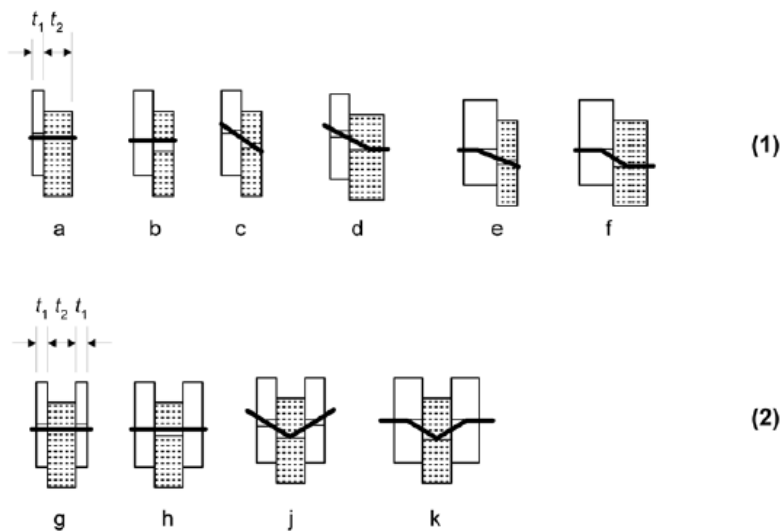 t₁ t₂
(1)
a b c d e f
t₁ t₂ t₁
(2)
g h j k